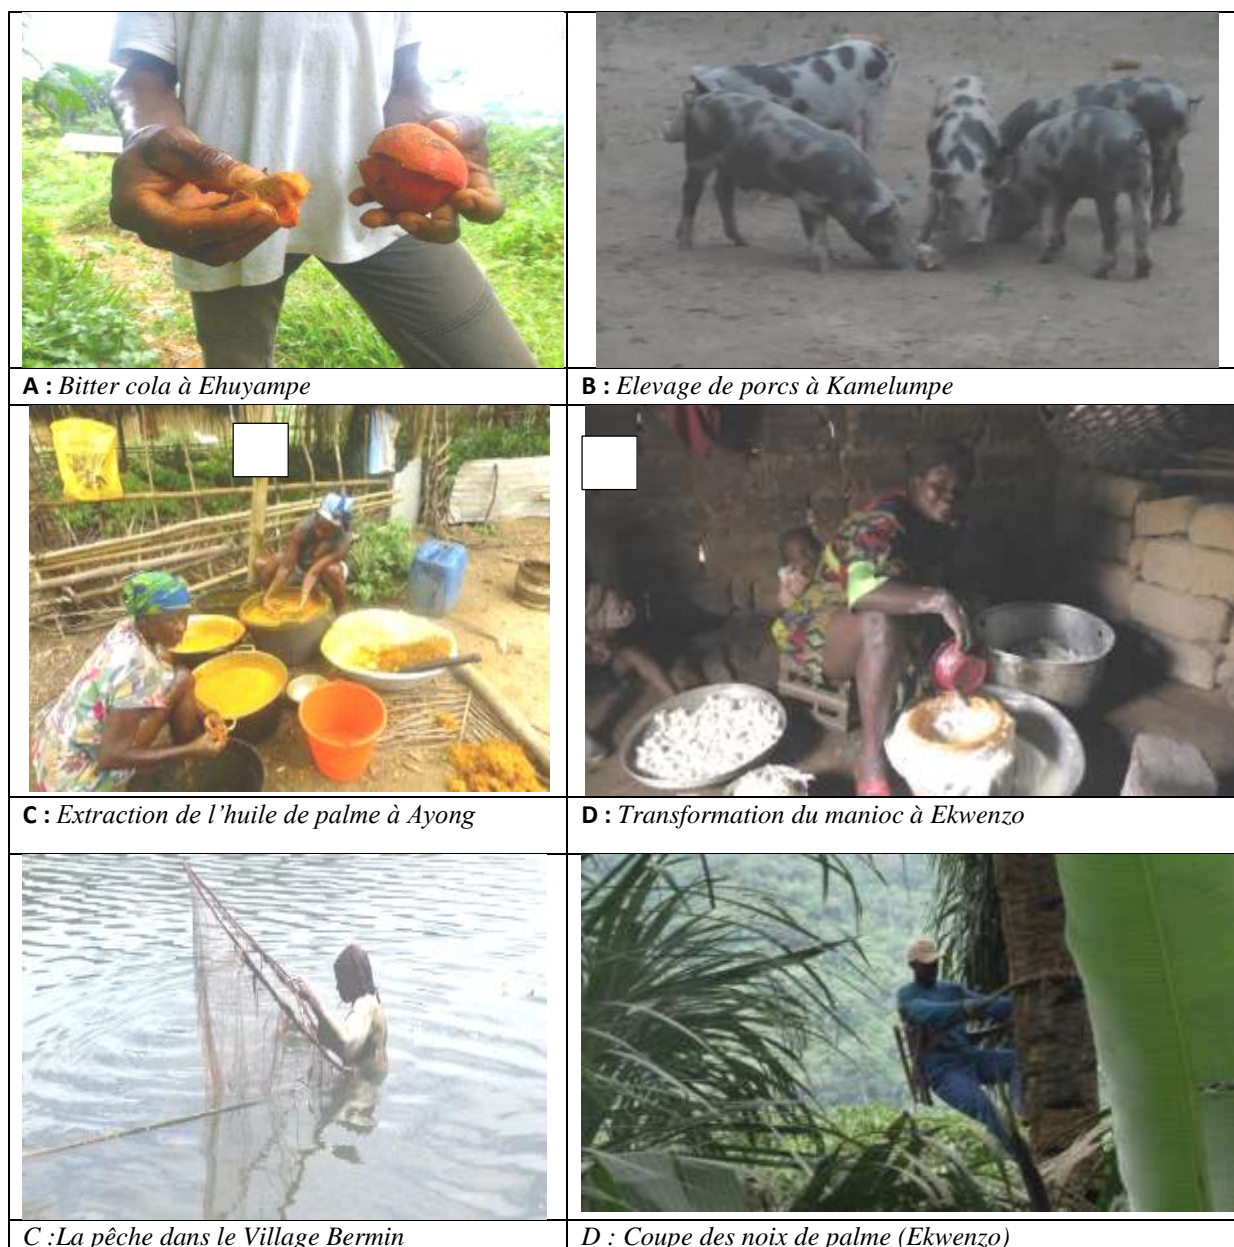 A : Bitter cola à Ehuyampe
B : Elevage de porcs à Kamelumpe
C : Extraction de l'huile de palme à Ayong
D : Transformation du manioc à Ekwenzo
C :La pêche dans le Village Bermin
D : Coupe des noix de palme (Ekwenzo)